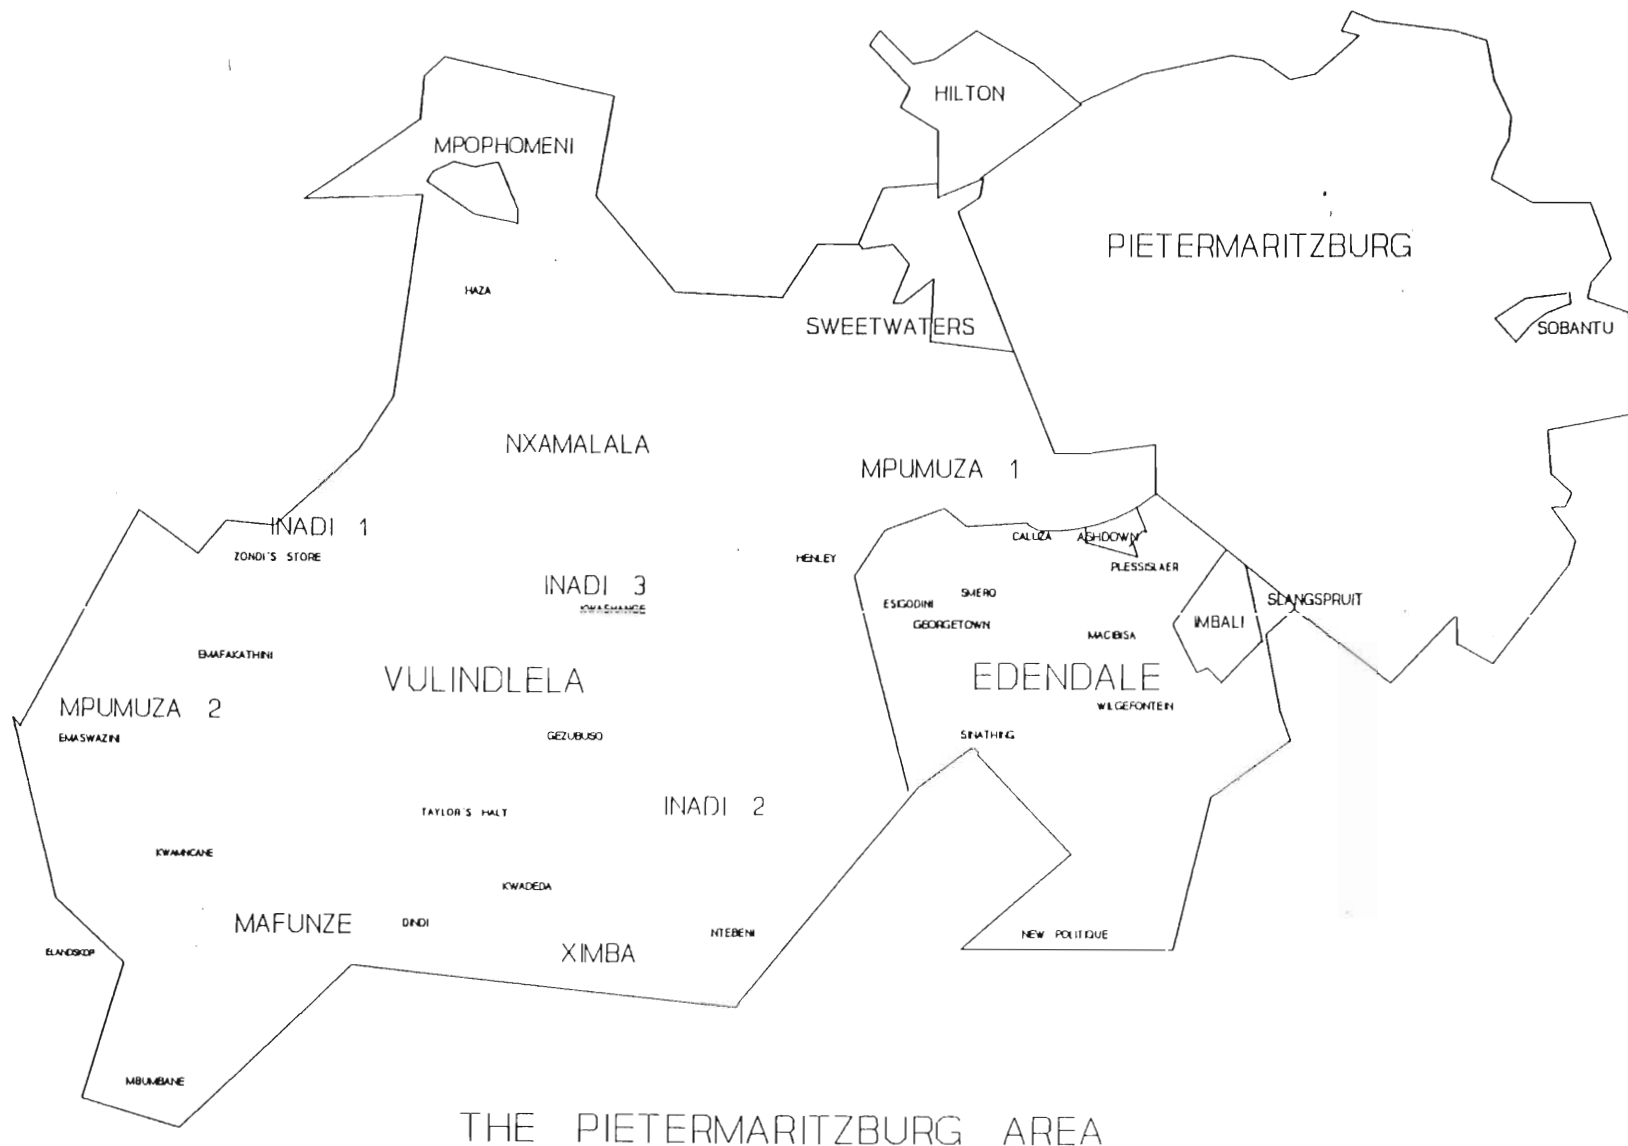 HILTON
MPOPHOMENI
PIETERMARITZBURG
HAZA
SWEETWATERS
SOBANTU
NXAMALALA
MPUMUZA 1
INADI 1
ZONDI'S STORE
HENLEY
CALUZA
ASHDOWN
PLESSISLAER
INADI 3
KWASHANGE
ESIGODINI
SMERO
GEORGETOWN
MACIBISA
IMBALI
SLANGSPRUIT
EMAFAKATHINI
VULINDLELA
EDENDALE
MPUMUZA 2
WILGEFONTEIN
EMASWAZINI
GEZUBUSO
SINATHING
TAYLOR'S HALT
INADI 2
KWAMNCANE
KWADEDA
MAFUNZE
DINDI
NTEBENI
NEW POLITIQUE
ELANDSKOP
XIMBA
MBUMBANE
THE PIETERMARITZBURG AREA